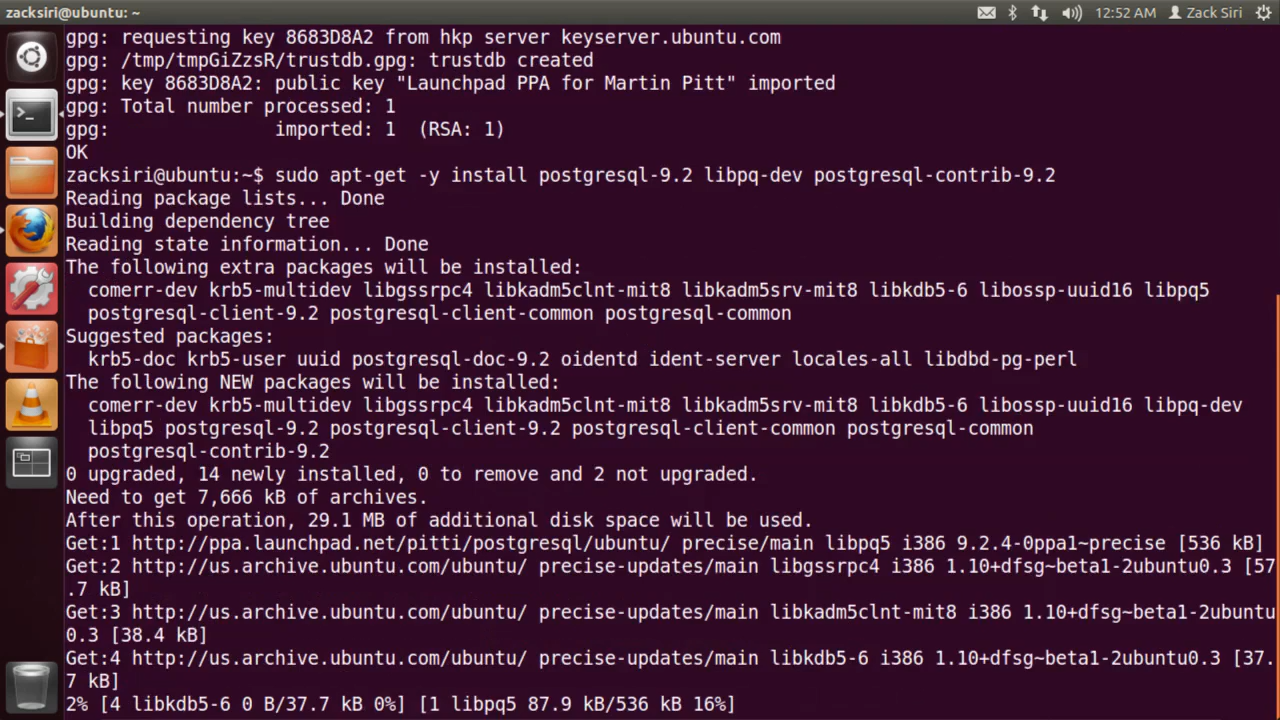 zacksiri@ubuntu: ~
12:52 AM
Zack Siri
gpg: requesting key 8683D8A2 from hkp server keyserver.ubuntu.com
gpg: /tmp/tmpGiZzsR/trustdb.gpg: trustdb created
gpg: key 8683D8A2: public key "Launchpad PPA for Martin Pitt" imported
gpg: Total number processed: 1
gpg:               imported: 1  (RSA: 1)
OK
zacksiri@ubuntu:~$ sudo apt-get -y install postgresql-9.2 libpq-dev postgresql-contrib-9.2
Reading package lists... Done
Building dependency tree
Reading state information... Done
The following extra packages will be installed:
  comerr-dev krb5-multidev libgssrpc4 libkadm5clnt-mit8 libkadm5srv-mit8 libkdb5-6 libossp-uuid16 libpq5
  postgresql-client-9.2 postgresql-client-common postgresql-common
Suggested packages:
  krb5-doc krb5-user uuid postgresql-doc-9.2 oidentd ident-server locales-all libdbd-pg-perl
The following NEW packages will be installed:
  comerr-dev krb5-multidev libgssrpc4 libkadm5clnt-mit8 libkadm5srv-mit8 libkdb5-6 libossp-uuid16 libpq-dev
  libpq5 postgresql-9.2 postgresql-client-9.2 postgresql-client-common postgresql-common
  postgresql-contrib-9.2
0 upgraded, 14 newly installed, 0 to remove and 2 not upgraded.
Need to get 7,666 kB of archives.
After this operation, 29.1 MB of additional disk space will be used.
Get:1 http://ppa.launchpad.net/pitti/postgresql/ubuntu/ precise/main libpq5 i386 9.2.4-0ppa1~precise [536 kB]
Get:2 http://us.archive.ubuntu.com/ubuntu/ precise-updates/main libgssrpc4 i386 1.10+dfsg~beta1-2ubuntu0.3 [57
.7 kB]
Get:3 http://us.archive.ubuntu.com/ubuntu/ precise-updates/main libkadm5clnt-mit8 i386 1.10+dfsg~beta1-2ubuntu
0.3 [38.4 kB]
Get:4 http://us.archive.ubuntu.com/ubuntu/ precise-updates/main libkdb5-6 i386 1.10+dfsg~beta1-2ubuntu0.3 [37.
7 kB]
2% [4 libkdb5-6 0 B/37.7 kB 0%] [1 libpq5 87.9 kB/536 kB 16%]